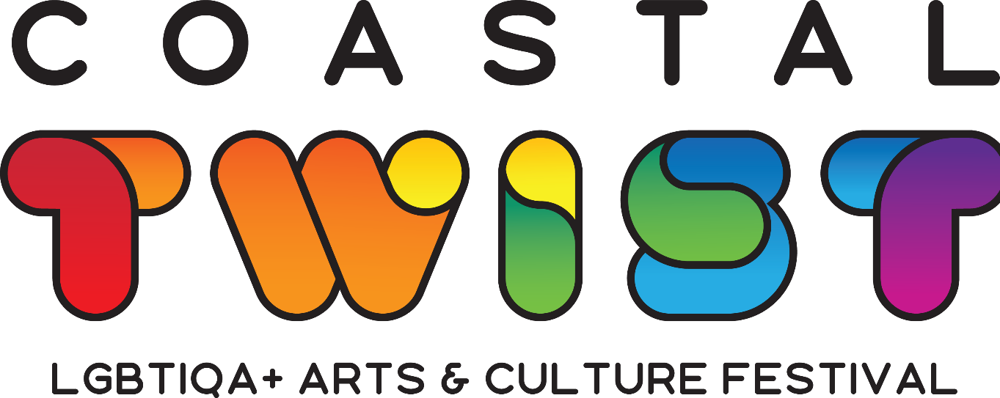 COASTAL
TWIST
LGBTIQA+ ARTS & CULTURE FESTIVAL